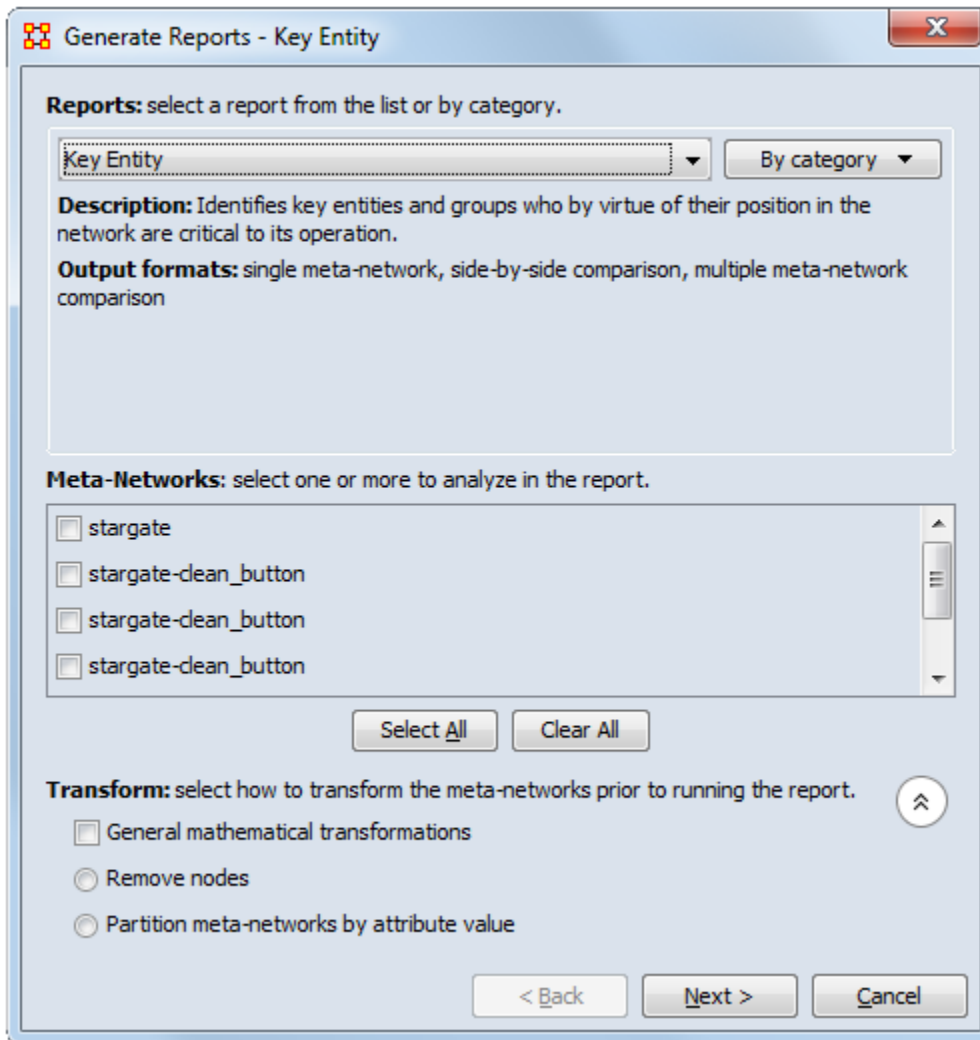 Generate Reports - Key Entity
Reports: select a report from the list or by category.
Key Entity
By category
Description: Identifies key entities and groups who by virtue of their position in the
network are critical to its operation.
Output formats: single meta-network, side-by-side comparison, multiple meta-network
comparison
Meta-Networks: select one or more to analyze in the report.
stargate
stargate-clean_button
stargate-clean_button
stargate-clean_button
Select All
Clear All
Transform: select how to transform the meta-networks prior to running the report.
General mathematical transformations
Remove nodes
Partition meta-networks by attribute value
< Back
Next >
Cancel